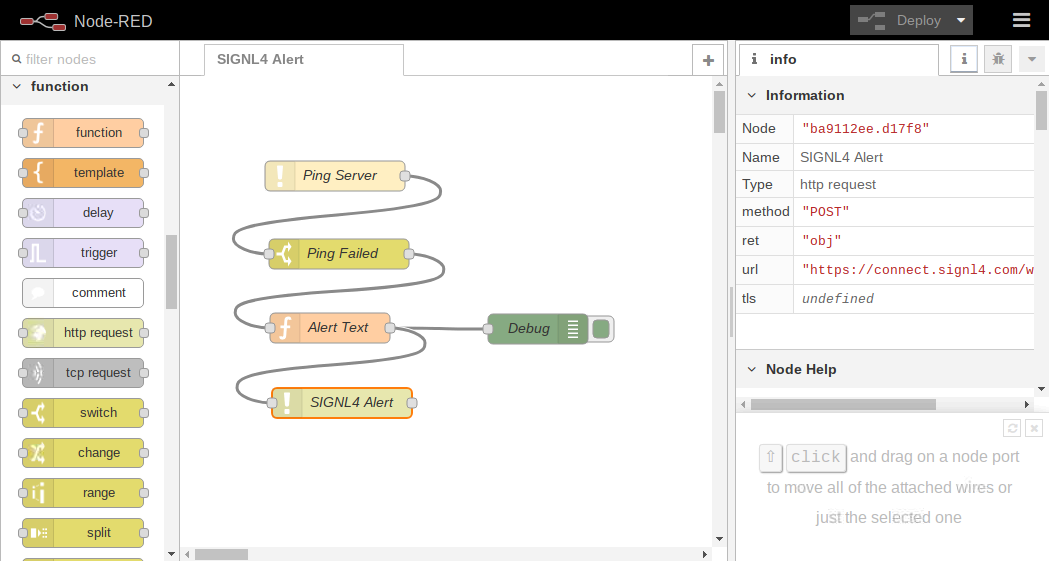 Node-RED
Deploy
filter nodes
SIGNL4 Alert
info
function
function
template
delay
trigger
comment
http request
tcp request
switch
change
range
split
Ping Server
Ping Failed
Alert Text
Debug
SIGNL4 Alert
Information
Node "ba9112ee.d17f8"
Name SIGNL4 Alert
Type http request
method "POST"
ret "obj"
url "https://connect.signl4.com/w
tls undefined
Node Help
⇧ click and drag on a node port
to move all of the attached wires or
just the selected one